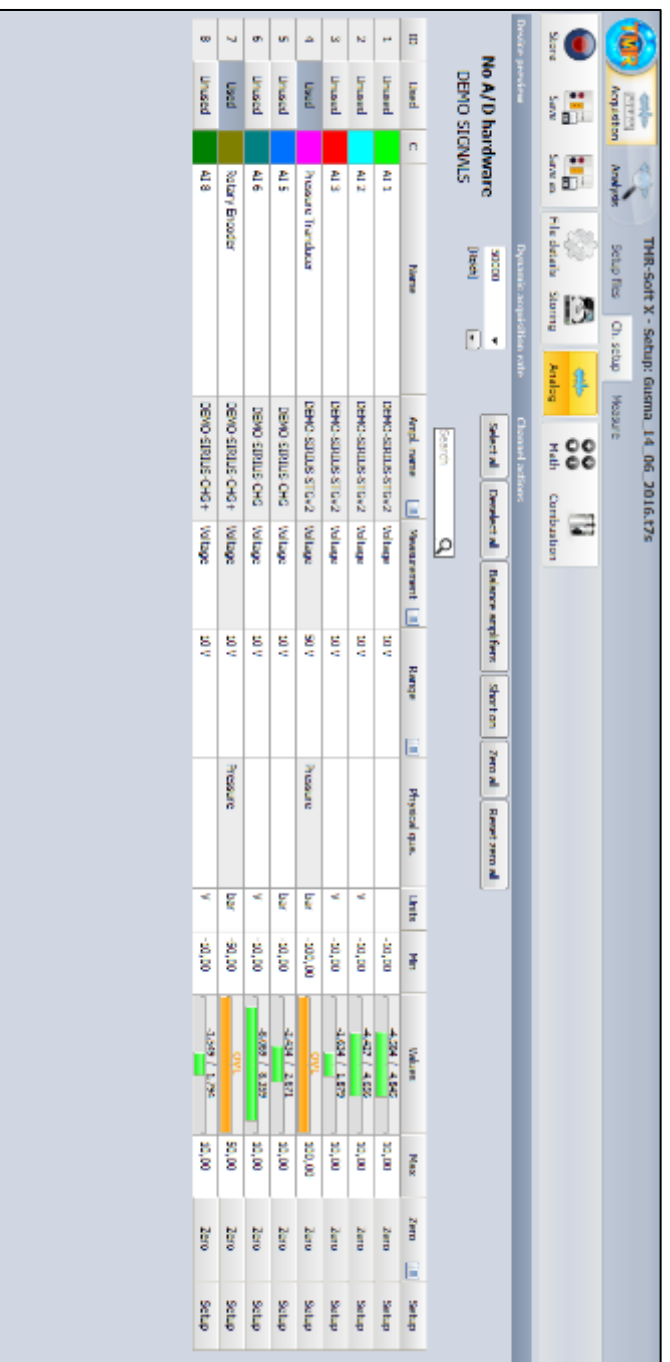 TMR-Soft X - Setup: Gusma_14_06_2016.t7s
TMR
Acquisition Analysis Setup files Ch. setup Measure
Store Save Save as File details Storing Analog Math Combustion
Device preview Dynamic acquisition rate Channel actions
No A/D hardware
DEMO SIGNALS
50000
Select all Deselect all Balance amplifiers Short on Zero all Reset zero all
Search
ID Used C Name Ampl. name Measurement Range Physical qua. Units Min Values Max Zero Setup
1 Unused AI 1 DEMO-SIRIUS-STGv2 Voltage 10 V -10,00 10,00 Zero Setup
2 Unused AI 2 DEMO-SIRIUS-STGv2 Voltage 10 V V -10,00 10,00 Zero Setup
3 Unused AI 3 DEMO-SIRIUS-STGv2 Voltage 10 V V -10,00 10,00 Zero Setup
4 Used Pressure Tranducer DEMO-SIRIUS-STGv2 Voltage 50 V Pressure bar -100,00 OVL 100,00 Zero Setup
5 Unused AI 5 DEMO-SIRIUS-CHG Voltage 10 V bar -10,00 10,00 Zero Setup
6 Unused AI 6 DEMO-SIRIUS-CHG Voltage 10 V V -10,00 10,00 Zero Setup
7 Used Rotary Encoder DEMO-SIRIUS-CHG+ Voltage 10 V Pressure bar -50,00 OVL 50,00 Zero Setup
8 Unused AI 8 DEMO-SIRIUS-CHG+ Voltage 10 V V -10,00 10,00 Zero Setup